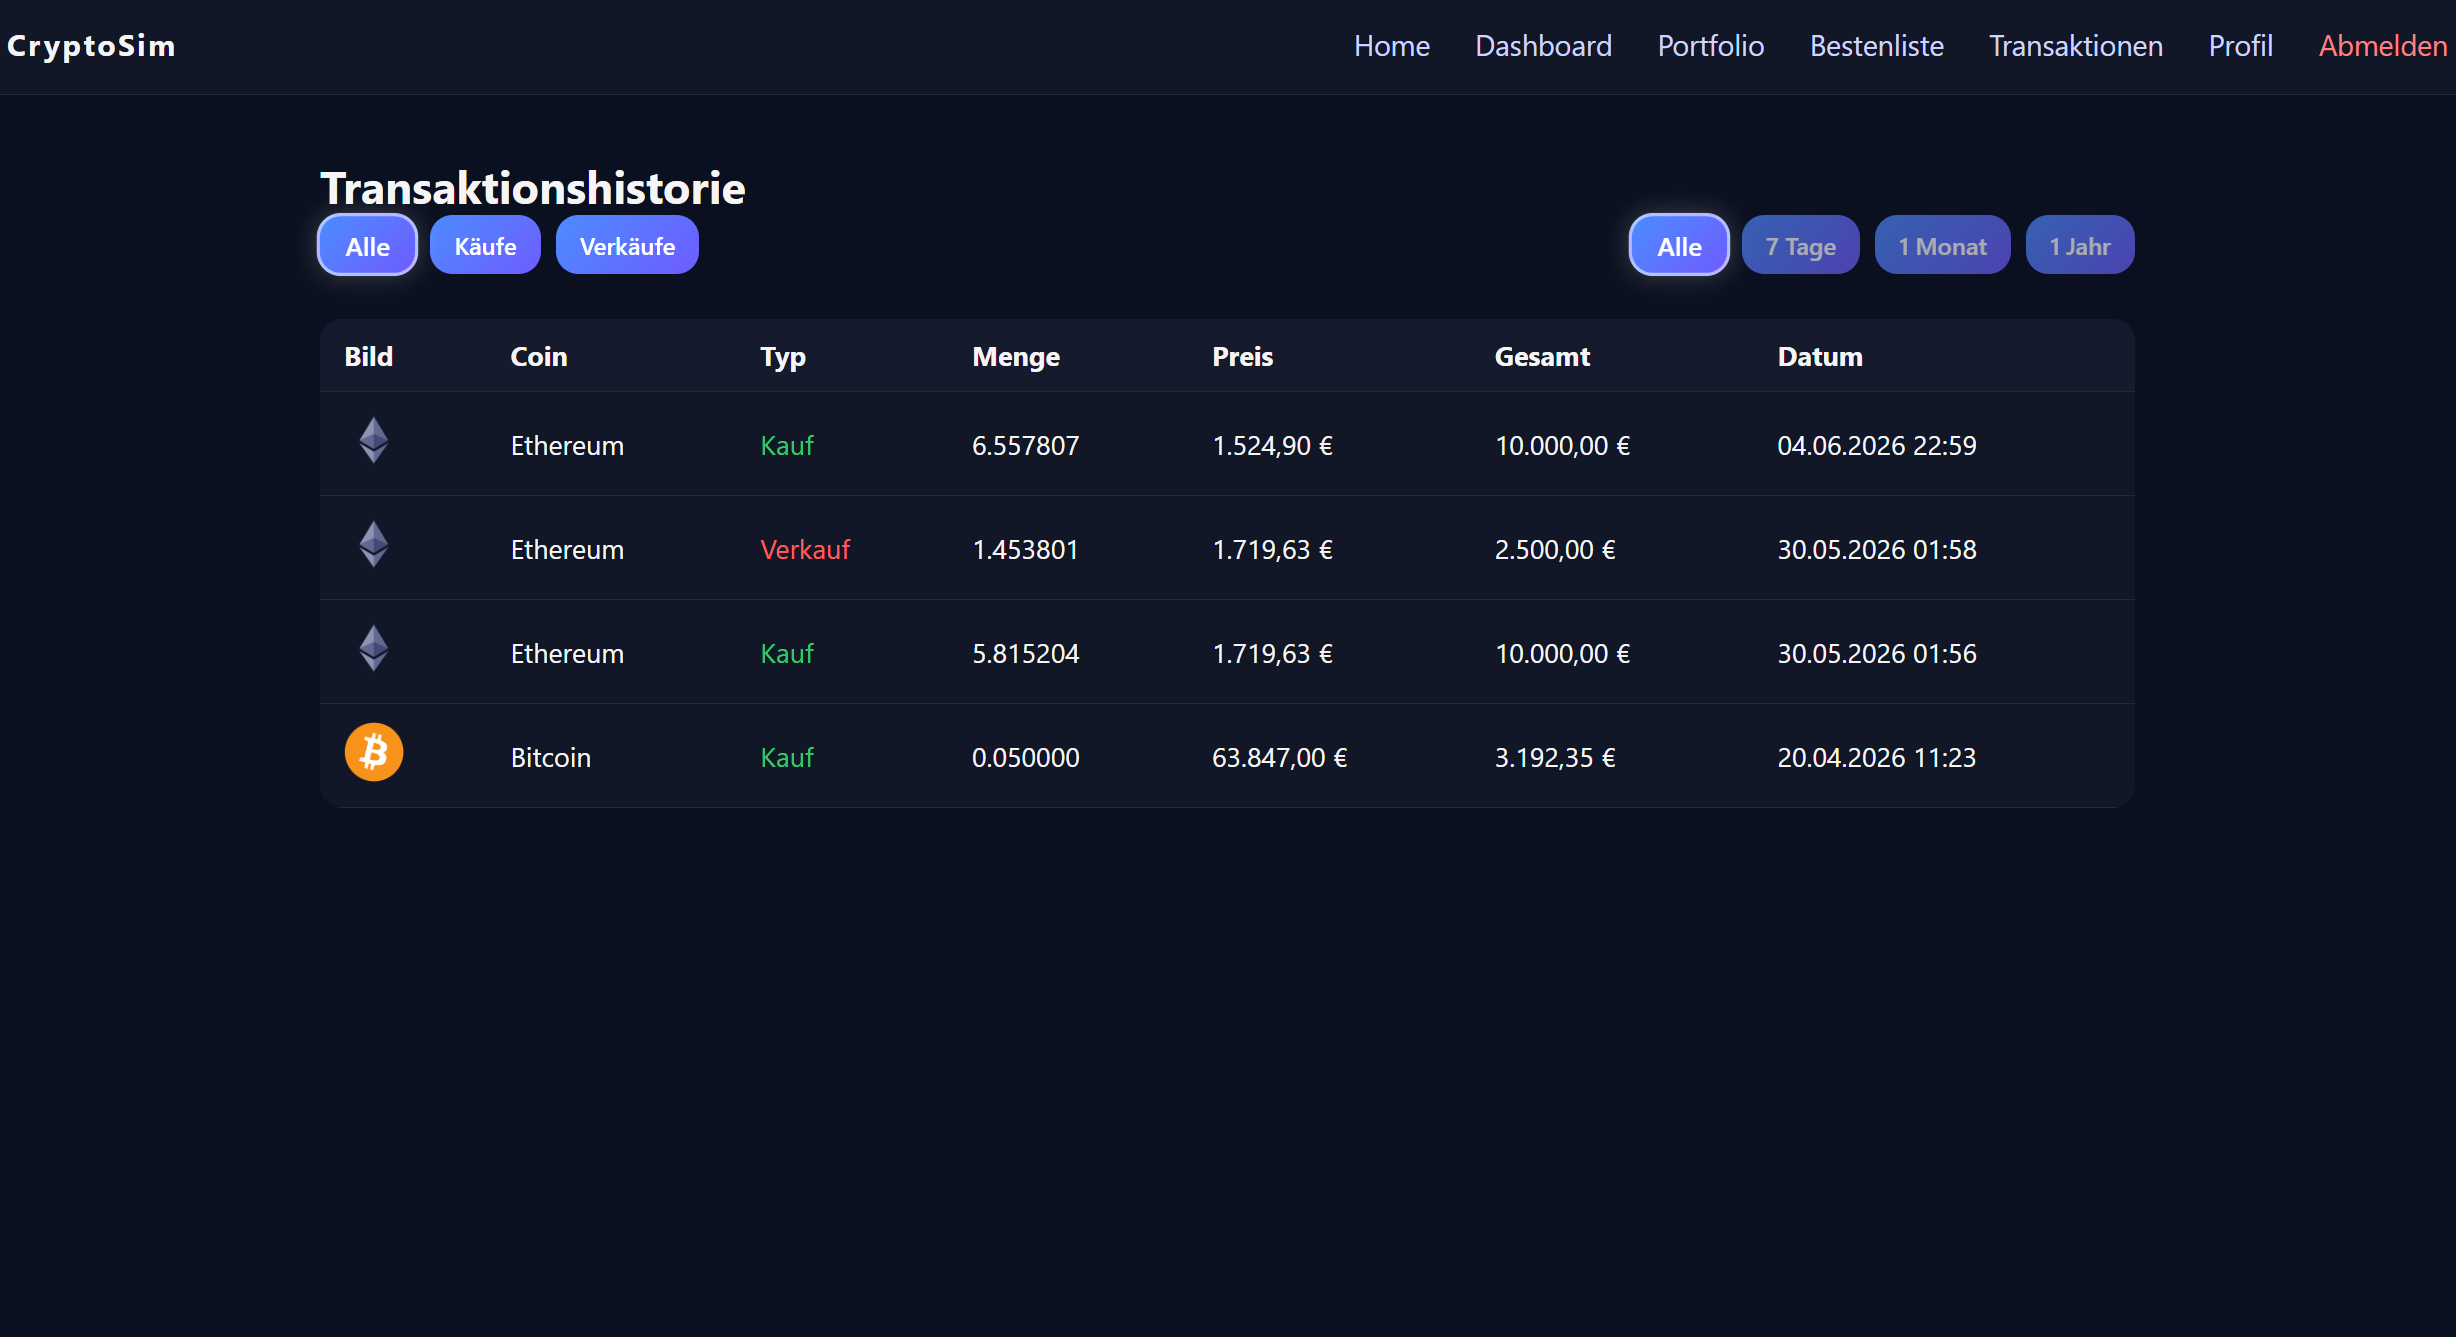 CryptoSim Home Dashboard Portfolio Bestenliste Transaktionen Profil Abmelden
Transaktionshistorie
Alle Käufe Verkäufe Alle 7 Tage 1 Monat 1 Jahr
Bild Coin Typ Menge Preis Gesamt Datum
Ethereum Kauf 6.557807 1.524,90 € 10.000,00 € 04.06.2026 22:59
Ethereum Verkauf 1.453801 1.719,63 € 2.500,00 € 30.05.2026 01:58
Ethereum Kauf 5.815204 1.719,63 € 10.000,00 € 30.05.2026 01:56
Bitcoin Kauf 0.050000 63.847,00 € 3.192,35 € 20.04.2026 11:23